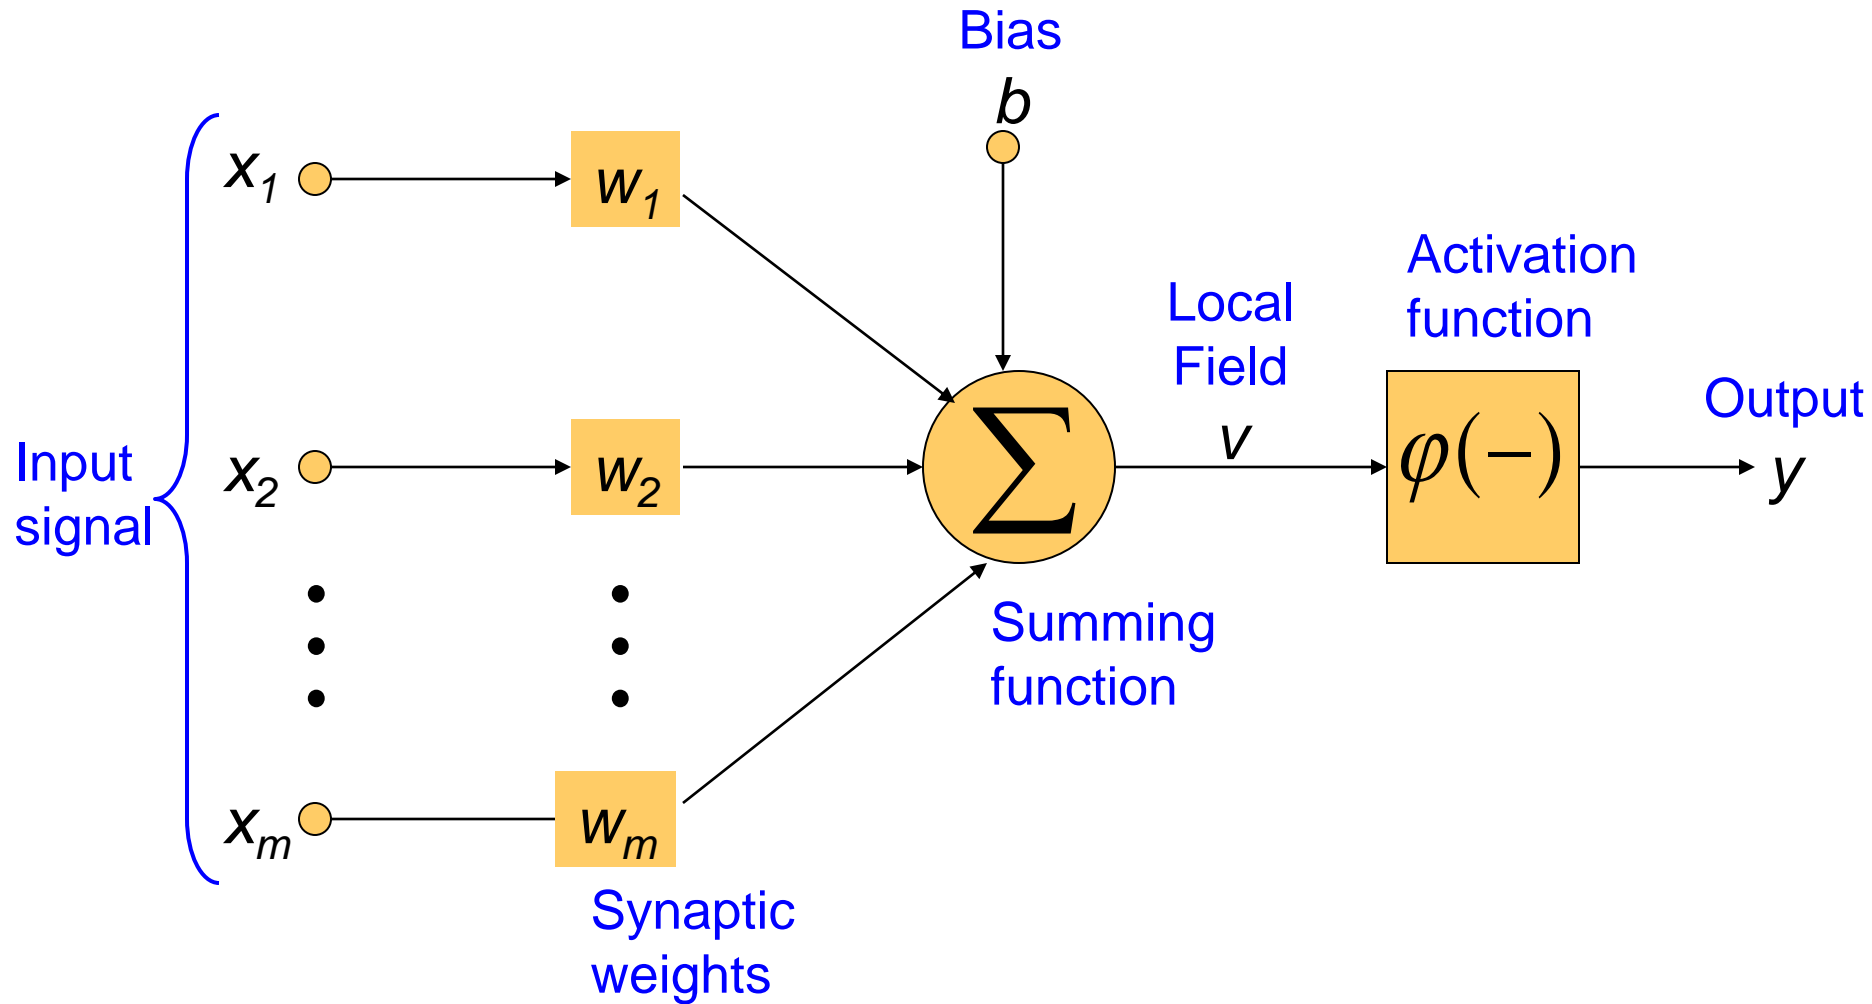 Bias
b
x1
w1
Activation
function
Local
Field
Output
Input
signal
x2
w2
∑
v
φ(−)
y
Summing
function
xm
wm
Synaptic
weights